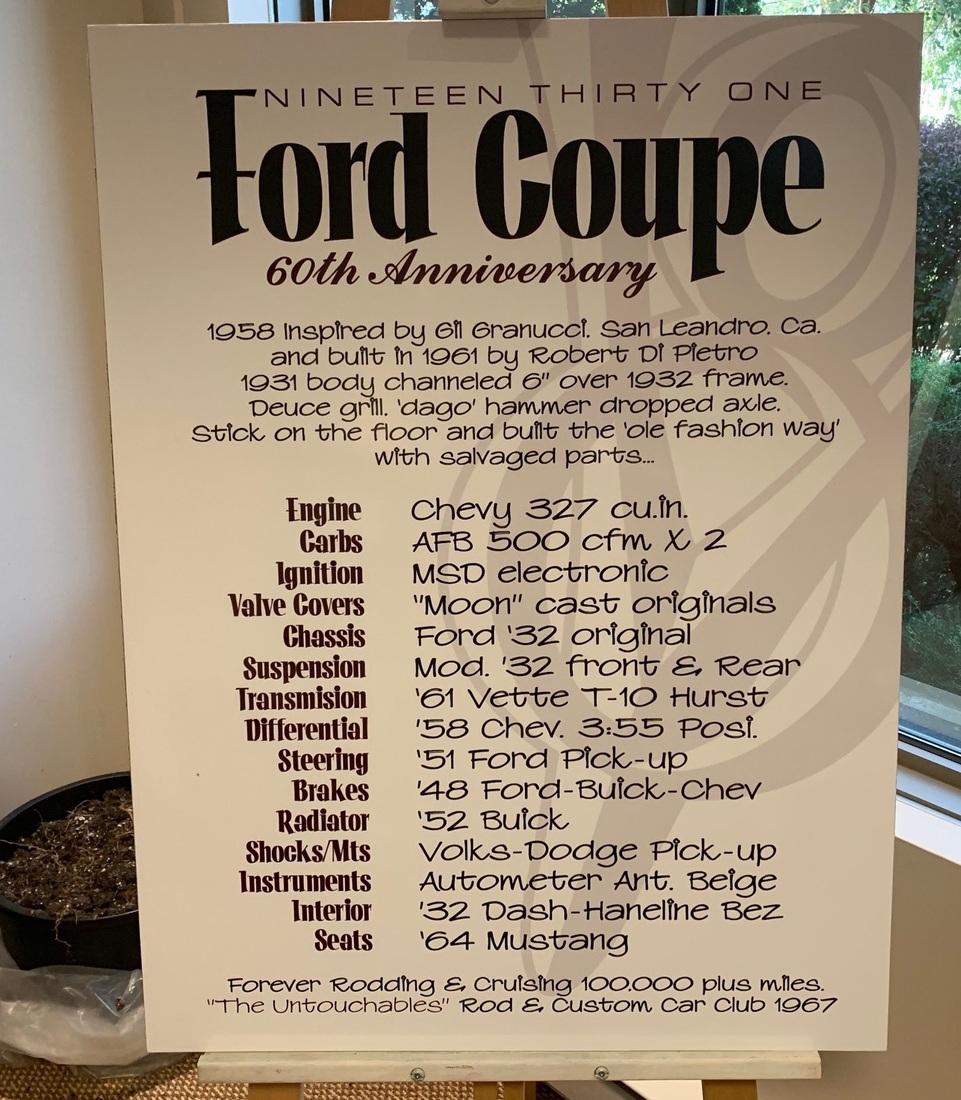 NINETEEN THIRTY ONE
Ford Coupe
60th Anniversary
1958 Inspired by Gil Granucci. San Leandro. Ca.
and built in 1961 by Robert Di Pietro
1931 body channeled 6" over 1932 frame.
Deuce grill. 'dago' hammer dropped axle.
Stick on the floor and built the 'ole fashion way'
with salvaged parts...
Engine Chevy 327 cu.in.
Carbs AFB 500 cfm X 2
Ignition MSD electronic
Valve Covers "Moon" cast originals
Chassis Ford '32 original
Suspension Mod. '32 front & Rear
Transmision '61 Vette T-10 Hurst
Differential '58 Chev. 3:55 Posi.
Steering '51 Ford Pick-up
Brakes '48 Ford-Buick-Chev
Radiator '52 Buick
Shocks/Mts Volks-Dodge Pick-up
Instruments Autometer Ant. Beige
Interior '32 Dash-Haneline Bez
Seats '64 Mustang
Forever Rodding & Cruising 100.000 plus miles.
"The Untouchables" Rod & Custom Car Club 1967